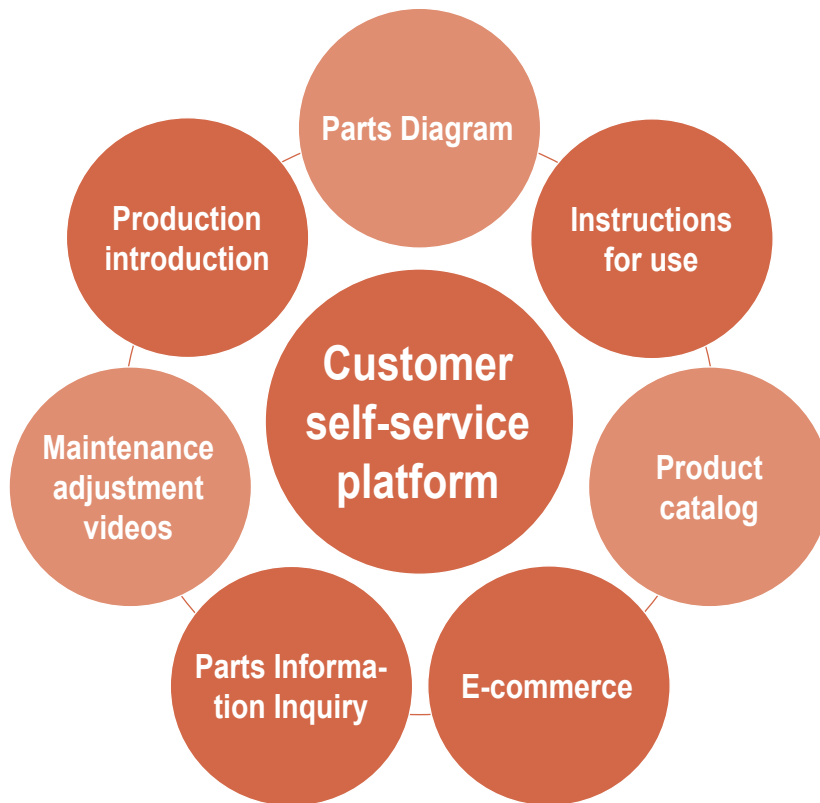 Parts Diagram
Instructions
for use
Product
catalog
E-commerce
Parts Informa-
tion Inquiry
Maintenance
adjustment
videos
Production
introduction
Customer
self-service
platform